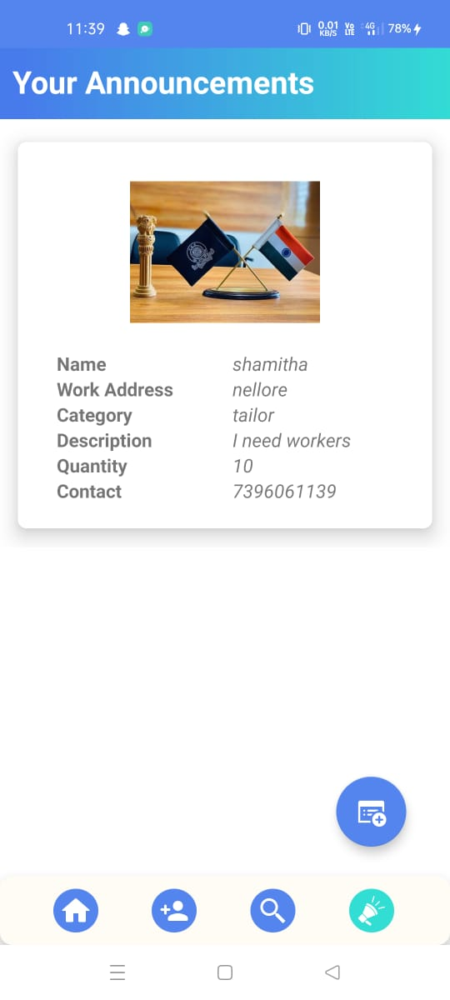 11:39
0.01 KB/S Vo LTE 4G 78%
Your Announcements
Name shamitha
Work Address nellore
Category tailor
Description I need workers
Quantity 10
Contact 7396061139